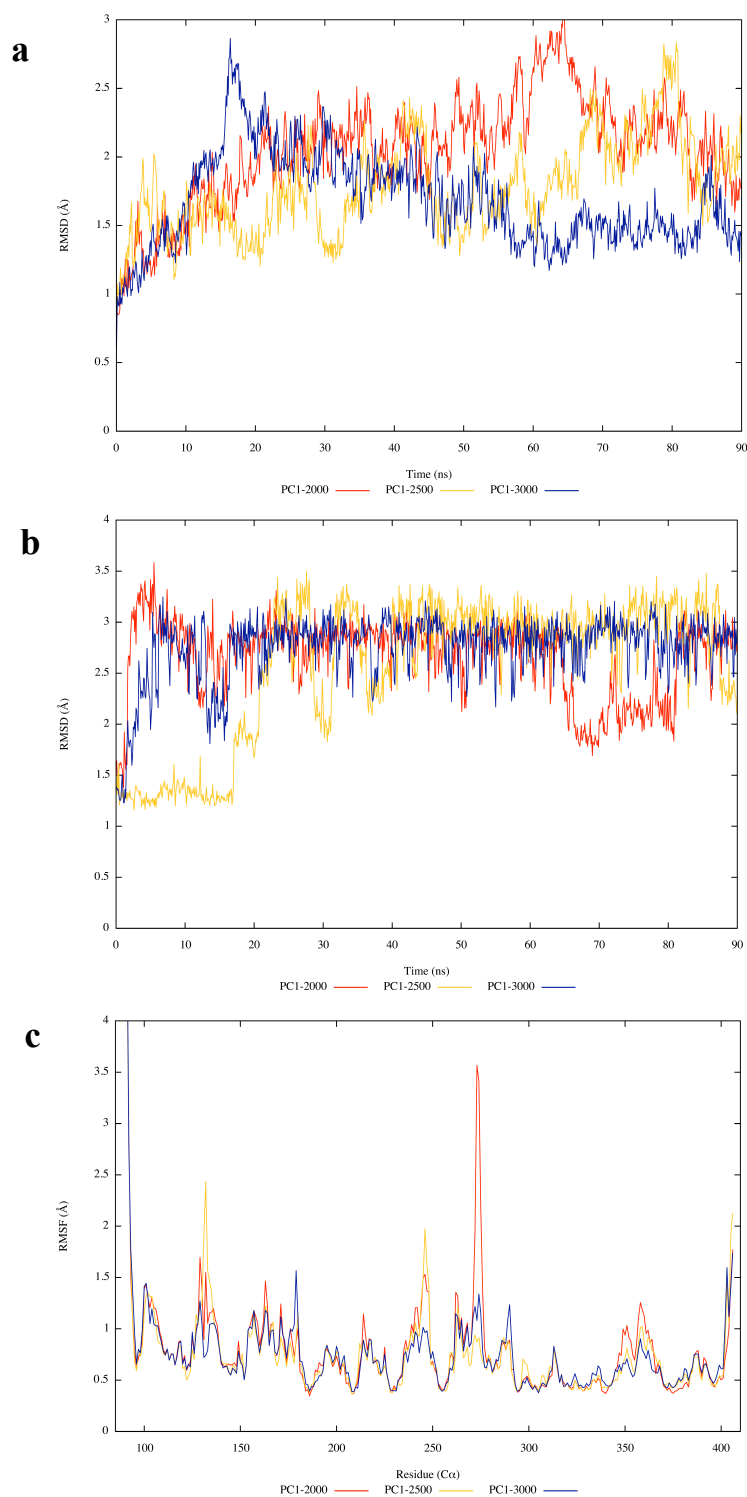 a
3
2.5
2
1.5
1
0.5
0
RMSD (Å)
0 10 20 30 40 50 60 70 80 90
Time (ns)
PC1-2000 PC1-2500 PC1-3000
b
4
3.5
3
2.5
2
1.5
1
0.5
0
RMSD (Å)
0 10 20 30 40 50 60 70 80 90
Time (ns)
PC1-2000 PC1-2500 PC1-3000
c
4
3.5
3
2.5
2
1.5
1
0.5
0
RMSF (Å)
100 150 200 250 300 350 400
Residue (Cα)
PC1-2000 PC1-2500 PC1-3000